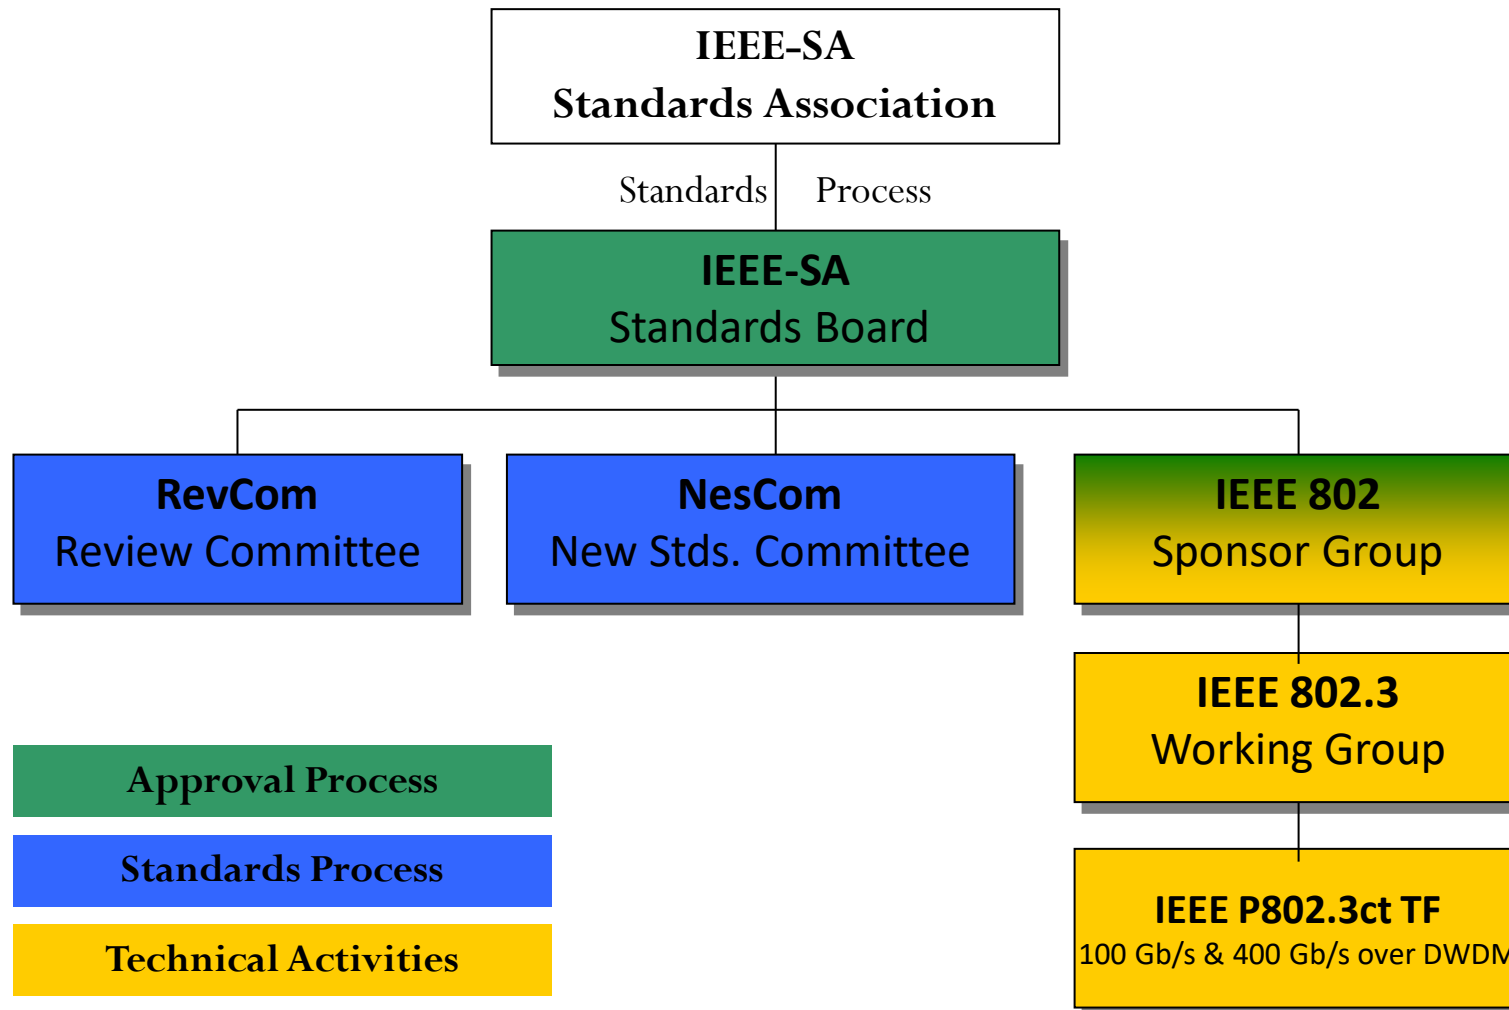 IEEE-SA
Standards Association
Standards Process
IEEE-SA
Standards Board
RevCom
Review Committee
NesCom
New Stds. Committee
IEEE 802
Sponsor Group
IEEE 802.3
Working Group
Approval Process
Standards Process
Technical Activities
IEEE P802.3ct TF
100 Gb/s & 400 Gb/s over DWDM